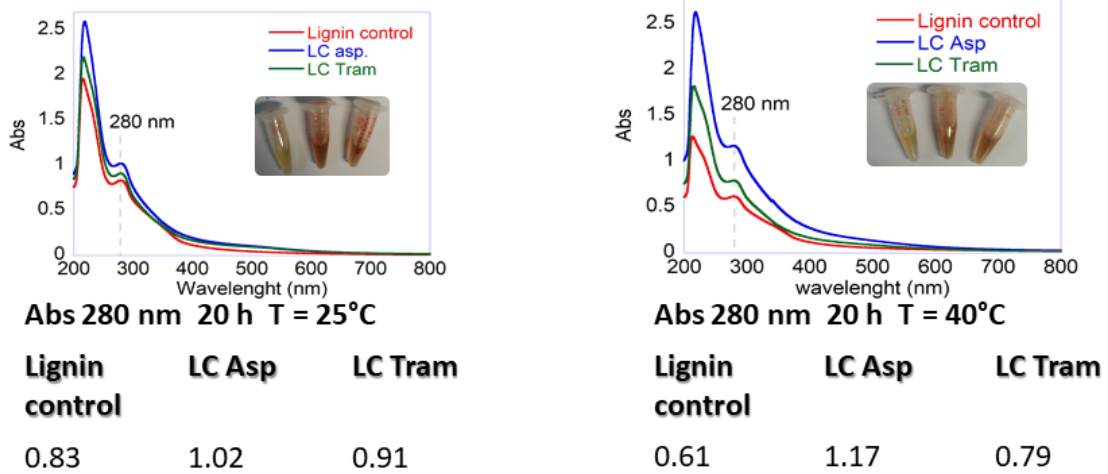 2.5
2
1.5
1
0.5
0
Abs
Lignin control
LC asp.
LC Tram
280 nm
200 300 400 500 600 700 800
Wavelenght (nm)
Abs 280 nm 20 h T = 25°C
Lignin control LC Asp LC Tram
0.83 1.02 0.91
2.5
2
1.5
1
0.5
0
Abs
Lignin control
LC Asp
LC Tram
280 nm
200 300 400 500 600 700 800
wavelenght (nm)
Abs 280 nm 20 h T = 40°C
Lignin control LC Asp LC Tram
0.61 1.17 0.79